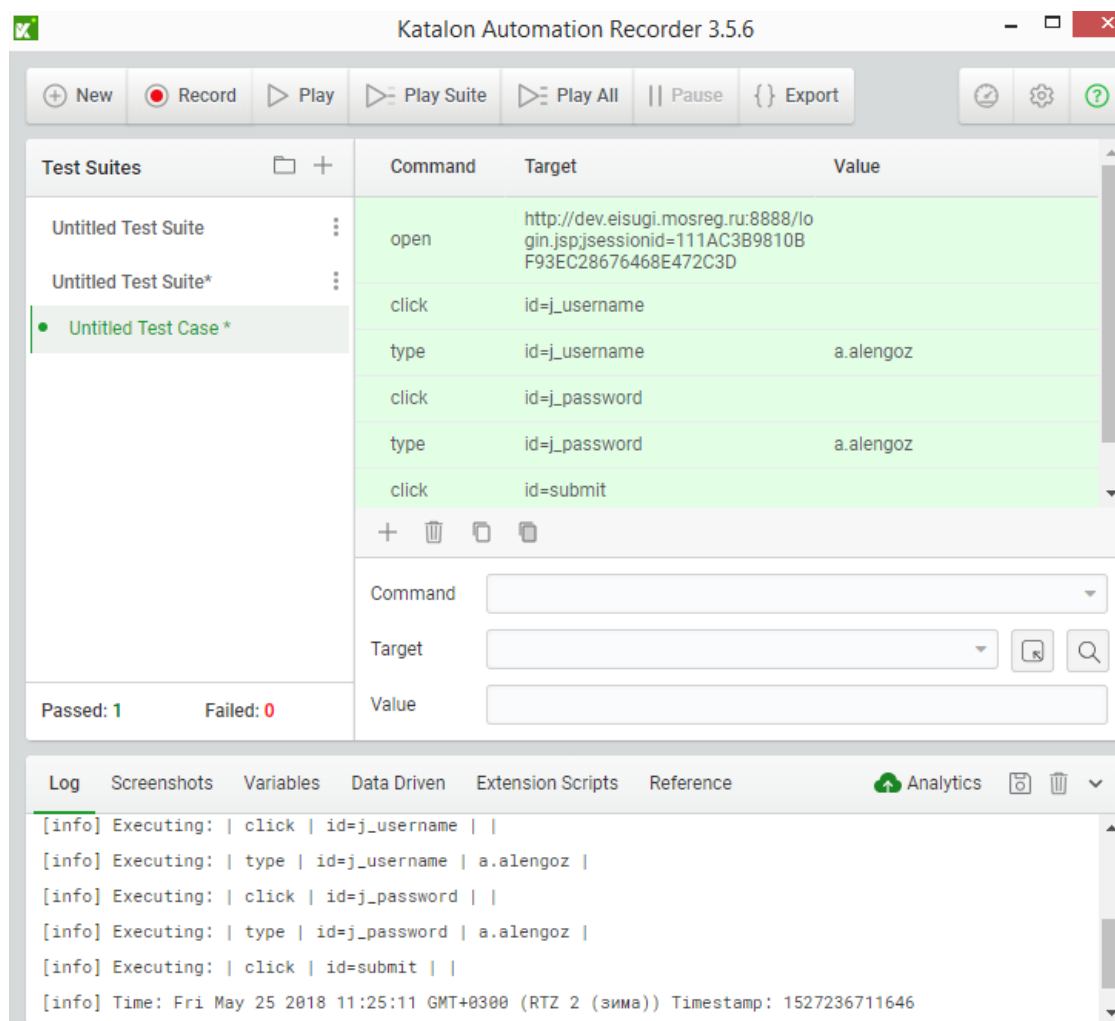 Katalon Automation Recorder 3.5.6
New Record Play Play Suite Play All Pause Export
Test Suites
Untitled Test Suite
Untitled Test Suite*
Untitled Test Case *
Passed: 1 Failed: 0
Command Target Value
open http://dev.eisugi.mosreg.ru:8888/lo
gin.jsp;jsessionid=111AC3B9810B
F93EC28676468E472C3D
click id=j_username
type id=j_username a.alengoz
click id=j_password
type id=j_password a.alengoz
click id=submit
Command
Target
Value
Log Screenshots Variables Data Driven Extension Scripts Reference Analytics
[info] Executing: | click | id=j_username | |
[info] Executing: | type | id=j_username | a.alengoz |
[info] Executing: | click | id=j_password | |
[info] Executing: | type | id=j_password | a.alengoz |
[info] Executing: | click | id=submit | |
[info] Time: Fri May 25 2018 11:25:11 GMT+0300 (RTZ 2 (зима)) Timestamp: 1527236711646